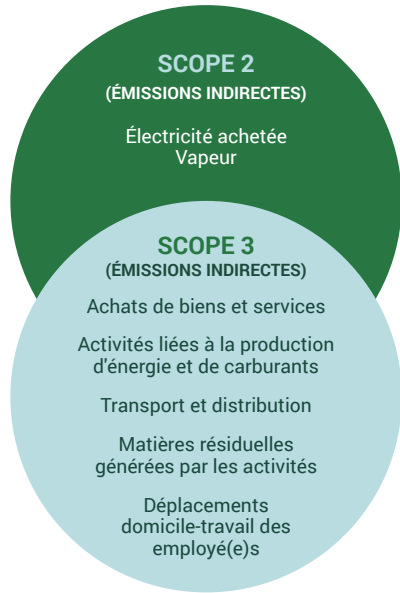 SCOPE 2
(ÉMISSIONS INDIRECTES)
Électricité achetée
Vapeur
SCOPE 3
(ÉMISSIONS INDIRECTES)
Achats de biens et services
Activités liées à la production
d'énergie et de carburants
Transport et distribution
Matières résiduelles
générées par les activités
Déplacements
domicile-travail des
employé(e)s